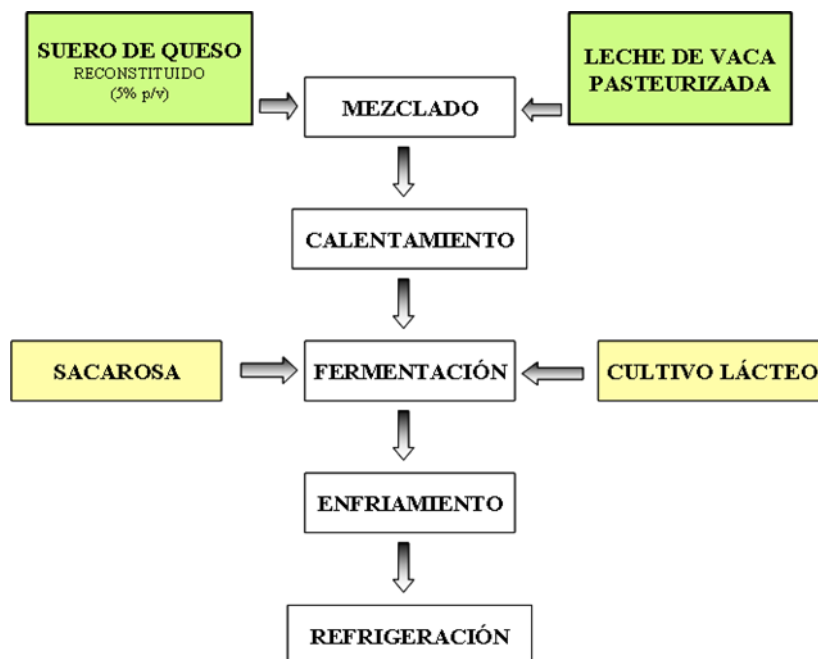 SUERO DE QUESO
RECONSTITUIDO
(5% p/v)
LECHE DE VACA
PASTEURIZADA
MEZCLADO
CALENTAMIENTO
SACAROSA
FERMENTACIÓN
CULTIVO LÁCTEO
ENFRIAMIENTO
REFRIGERACIÓN